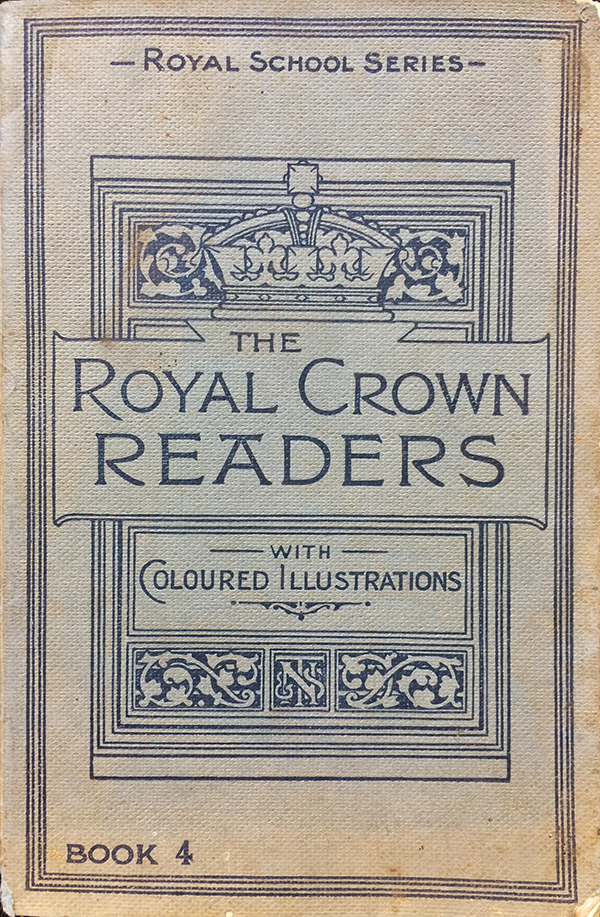 – ROYAL SCHOOL SERIES –
THE
ROYAL CROWN
READERS
— WITH —
COLOURED ILLUSTRATIONS
BOOK 4